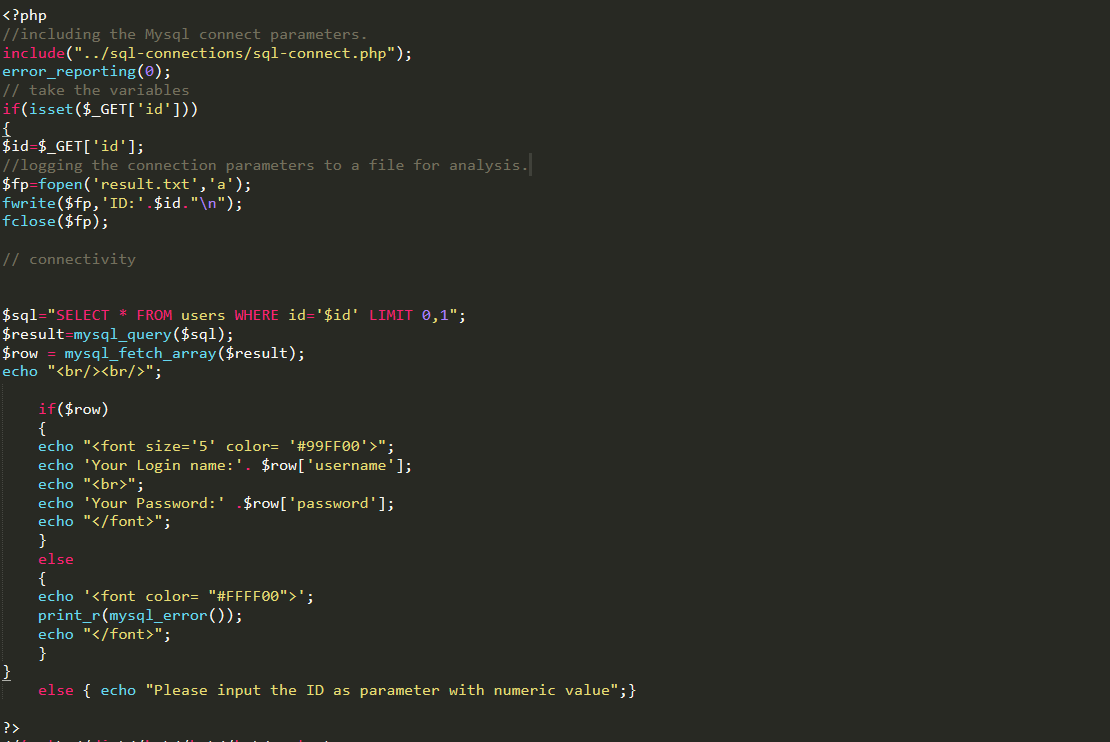 <?php
//including the Mysql connect parameters.
include("../sql-connections/sql-connect.php");
error_reporting(0);
// take the variables
if(isset($_GET['id']))
{
$id=$_GET['id'];
//logging the connection parameters to a file for analysis.
$fp=fopen('result.txt','a');
fwrite($fp,'ID:'.$id."\n");
fclose($fp);
// connectivity
$sql="SELECT * FROM users WHERE id='$id' LIMIT 0,1";
$result=mysql_query($sql);
$row = mysql_fetch_array($result);
echo "<br/><br/>";
if($row)
{
echo "<font size='5' color= '#99FF00'>";
echo 'Your Login name:'. $row['username'];
echo "<br>";
echo 'Your Password:' .$row['password'];
echo "</font>";
}
else
{
echo '<font color= "#FFFF00">';
print_r(mysql_error());
echo "</font>";
}
}
else { echo "Please input the ID as parameter with numeric value";}
?>